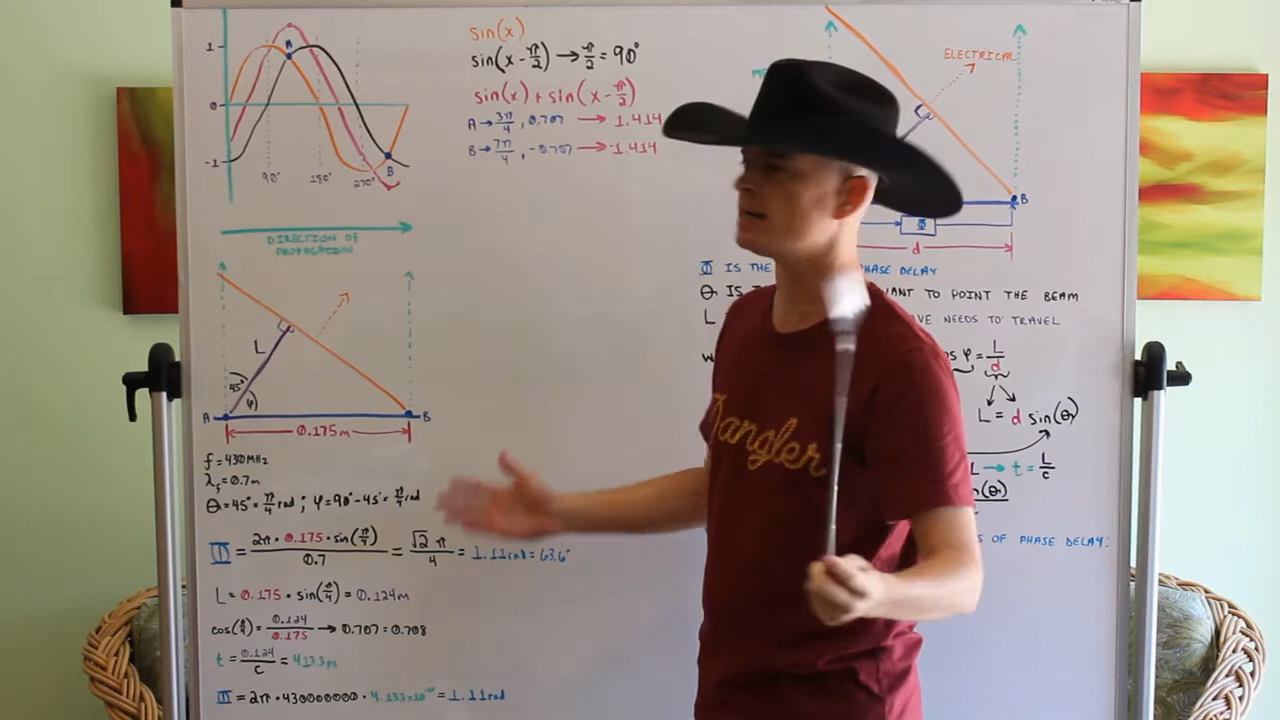 1
0
-1
A
B
90°
180°
270°
DIRECTION OF
PROPAGATION
L
45°
φ
A
B
0.175m
f = 430MHz
λ = 0.7m
θ = 45° = π/4 rad ; φ = 90° - 45° = π/4 rad
Φ = 2π · 0.175 · sin(π/4) / 0.7 = √2 π / 4 = 1.11rad = 63.6°
L = 0.175 · sin(π/4) = 0.124m
cos(π/4) = 0.124/0.175 → 0.707 = 0.708
t = 0.124/c = 413.3ps
Φ = 2π · 430000000 · 4.133x10 = 1.11rad
sin(x)
sin(x - π/2) → π/2 = 90°
sin(x) + sin(x - π/2)
A → 3π/4, 0.707 → 1.414
B → 7π/4, -0.707 → -1.414
Dangler
ELECTRICAL
B
Φ
d
Φ IS THE PHASE DELAY
θ IS WANT TO POINT THE BEAM
L NEEDS TO TRAVEL
φ = L/d
L = d sin(θ)
L → t = L/c
(θ)
OF PHASE DELAY: